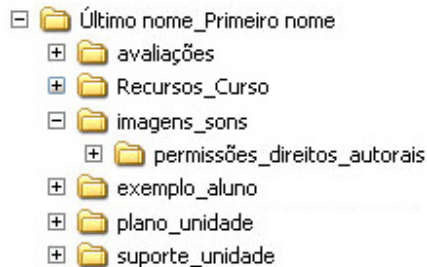 Último nome_Primeiro nome
avaliações
Recursos_Curso
imagens_sons
permissões_direitos_autorais
exemplo_aluno
plano_unidade
suporte_unidade